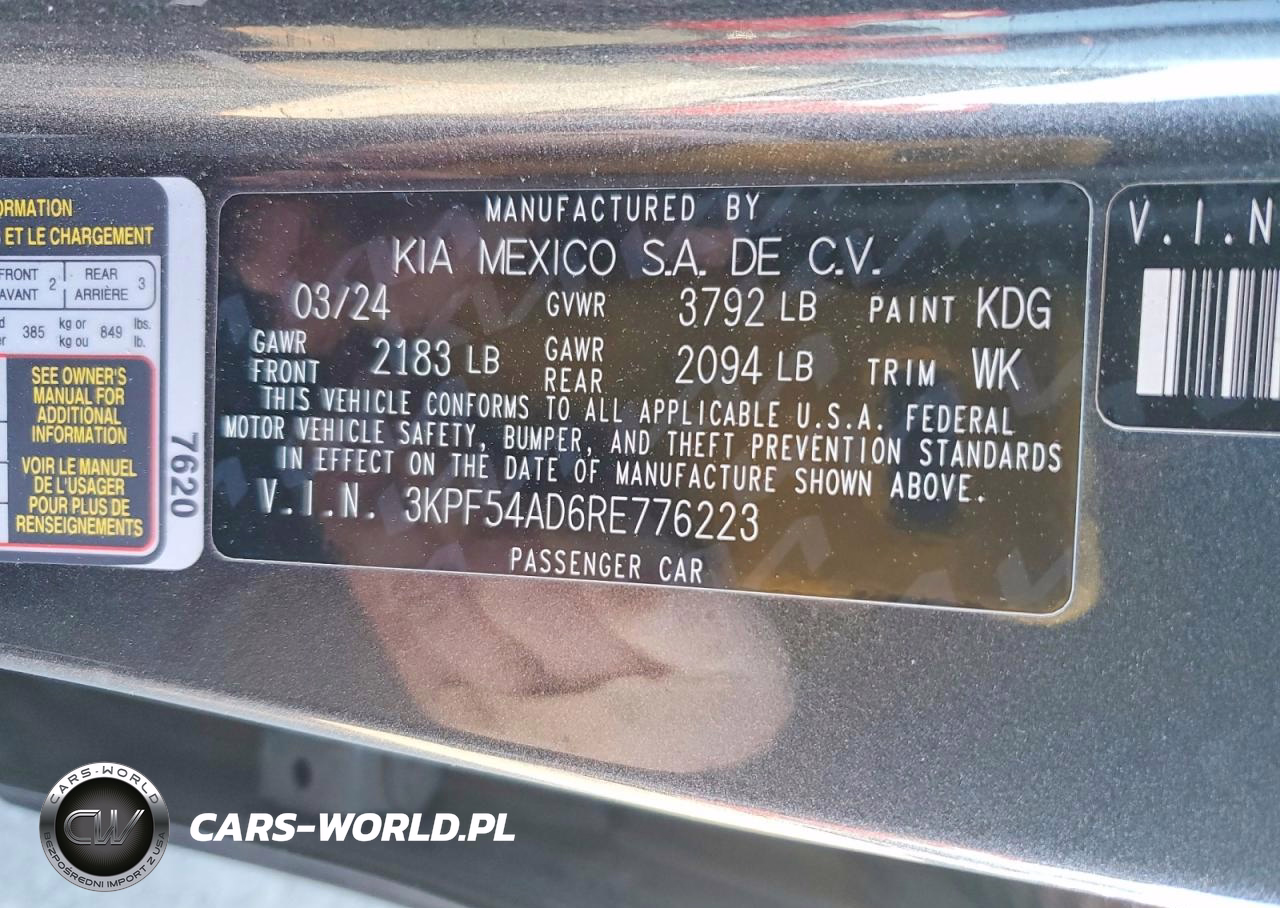 ORMATION
ET LE CHARGEMENT
FRONT 2 REAR 3
AVANT ARRIÈRE
385 kg or 849 lbs.
kg ou lb.
SEE OWNER'S
MANUAL FOR
ADDITIONAL
INFORMATION
VOIR LE MANUEL
DE L'USAGER
POUR PLUS DE
RENSEIGNEMENTS
7620
MANUFACTURED BY
KIA MEXICO S.A. DE C.V.
03/24 GVWR 3792 LB PAINT KDG
GAWR FRONT 2183 LB GAWR REAR 2094 LB TRIM WK
THIS VEHICLE CONFORMS TO ALL APPLICABLE U.S.A. FEDERAL
MOTOR VEHICLE SAFETY, BUMPER, AND THEFT PREVENTION STANDARDS
IN EFFECT ON THE DATE OF MANUFACTURE SHOWN ABOVE.
V.I.N. 3KPF54AD6RE776223
PASSENGER CAR
V.I.N
CARS-WORLD
CW
BEZPOŚREDNI IMPORT Z USA
CARS-WORLD.PL